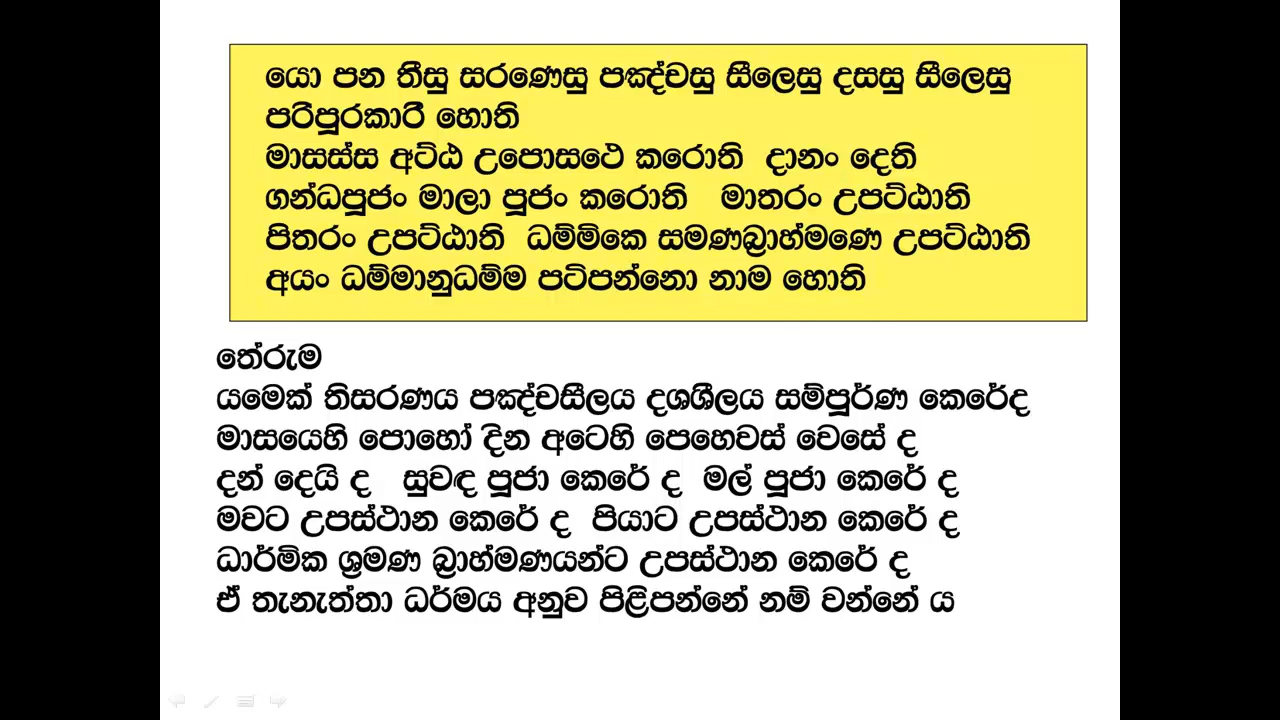 යො පන තීසු සරණෙසු පඤ්චසු සීලෙසු දසසු සීලෙසු
පරිපූරකාරී හොති
මාසස්ස අට්ඨ උපොසථෙ කරොති දානං දෙති
ගන්ධපූජං මාලා පූජං කරොති මාතරං උපට්ඨාති
පිතරං උපට්ඨාති ධම්මිකෙ සමණබ්‍රාහ්මණෙ උපට්ඨාති
අයං ධම්මානුධම්ම පටිපන්නො නාම හොති
තේරුම
යමෙක් තිසරණය පඤ්චසීලය දශශීලය සම්පූර්ණ කෙරේද
මාසයෙහි පොහෝ දින අටෙහි පෙහෙවස් වෙසේ ද
දන් දෙයි ද සුවඳ පූජා කෙරේ ද මල් පූජා කෙරේ ද
මවට උපස්ථාන කෙරේ ද පියාට උපස්ථාන කෙරේ ද
ධාර්මික ශ්‍රමණ බ්‍රාහ්මණයන්ට උපස්ථාන කෙරේ ද
ඒ තැනැත්තා ධර්මය අනුව පිළිපන්නේ නම් වන්නේ ය